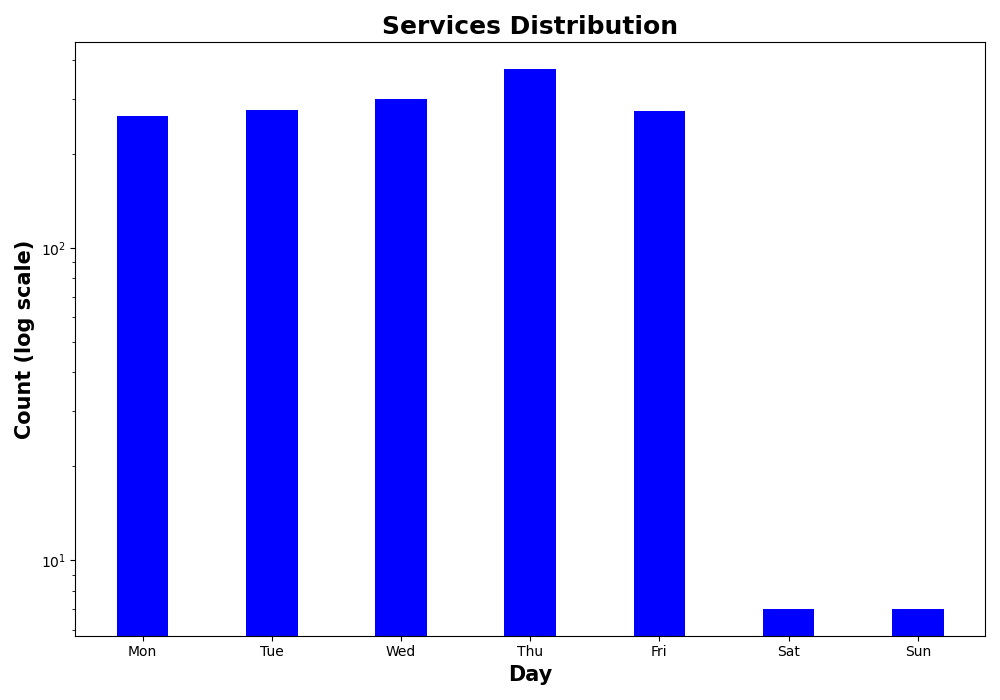 Services Distribution
Count (log scale)
10²
10¹
Mon Tue Wed Thu Fri Sat Sun
Day